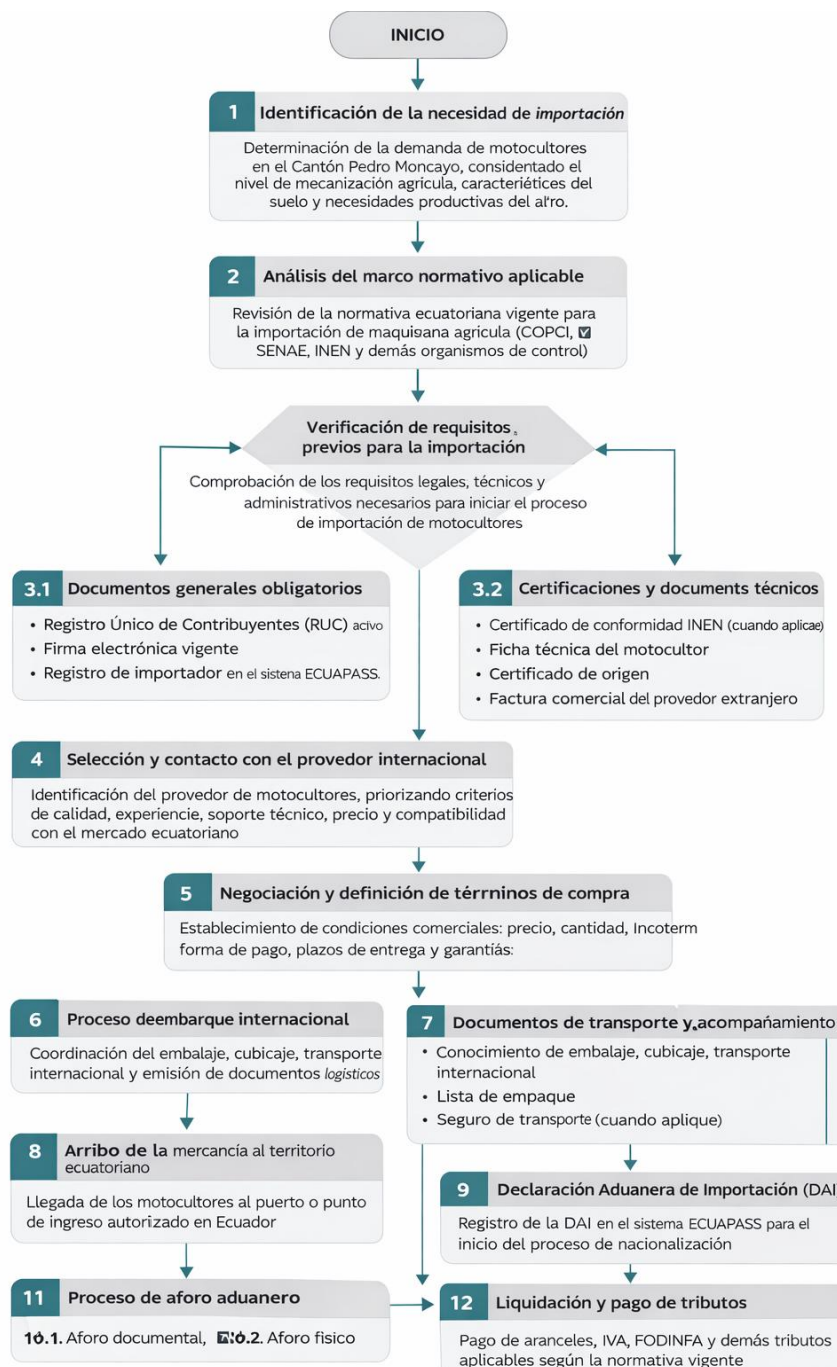 INICIO
1 Identificación de la necesidad de importación
Determinación de la demanda de motocultores
en el Cantón Pedro Moncayo, considentado el
nivel de mecanización agrícula, caracteriétices del
suelo y necesidades productivas del
2 Análisis del marco normativo aplicable
Revisión de la normativa ecuatoriana vigente para
la importación de maquisana agricula (COPCI, ☑
SENAE, INEN y demás organismos de control)
Verificación de requisitos
previos para la importación
Comprobación de los requisitos legales, técnicos y
administrativos necesarios para iniciar el proceso
de importación de motocultores
3.1 Documentos generales obligatorios
• Registro Único de Contribuyentes (RUC) acivo
• Firma electrónica vigente
• Registro de importador en el sistena ECUAPASS.
3.2 Certificaciones y documents técnicos
• Certificado de conformidad INEN (cuando aplicae)
• Ficha técnica del motocultor
• Certificado de origen
• Factura comercial del provedor extranjero
4 Selección y contacto con el provedor internacional
Identificación del provedor de motocultores, priorizando criterios
de calidad, experiencie, soporte técnico, precio y compatibilidad
con el mercado ecuatoriano
5 Negociación y definición de térrninos de compra
Establecimiento de condiciones comerciales: precio, cantidad, Incoterm
forma de pago, plazos de entrega y garantíás:
6 Proceso deembarque internacional
Coordinación del embalaje, cubicaje, transporte
internacional y emisión de documentos logísticos
7 Documentos de transporte y acompañamiento
• Conocimiento de embalaje, cubicaje, transporte
internacional
• Lista de empaque
• Seguro de transporte (cuando aplique)
8 Arribo de la mercancía al territorio
ecuatoriano
Llegada de los motocultores al puerto o punto
de ingreso autorizado en Ecuador
9 Declaración Aduanera de Importación (DAI
Registro de la DAI en el sistema ECUAPASS para el
inicio del proceso de nacionalización
11 Proceso de aforo aduanero
Aforo documental, Aforo fisico
12 Liquidación y pago de tributos
Pago de aranceles, IVA, FODINFA y demás tributos
aplicables según la normativa vigente